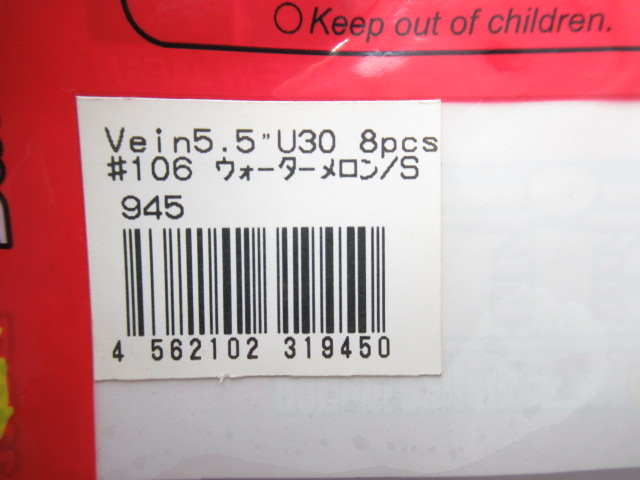 ○Keep out of children.
Vein5.5"U30 8pcs
#106 ウォーターメロン/S
945
4 562102 319450